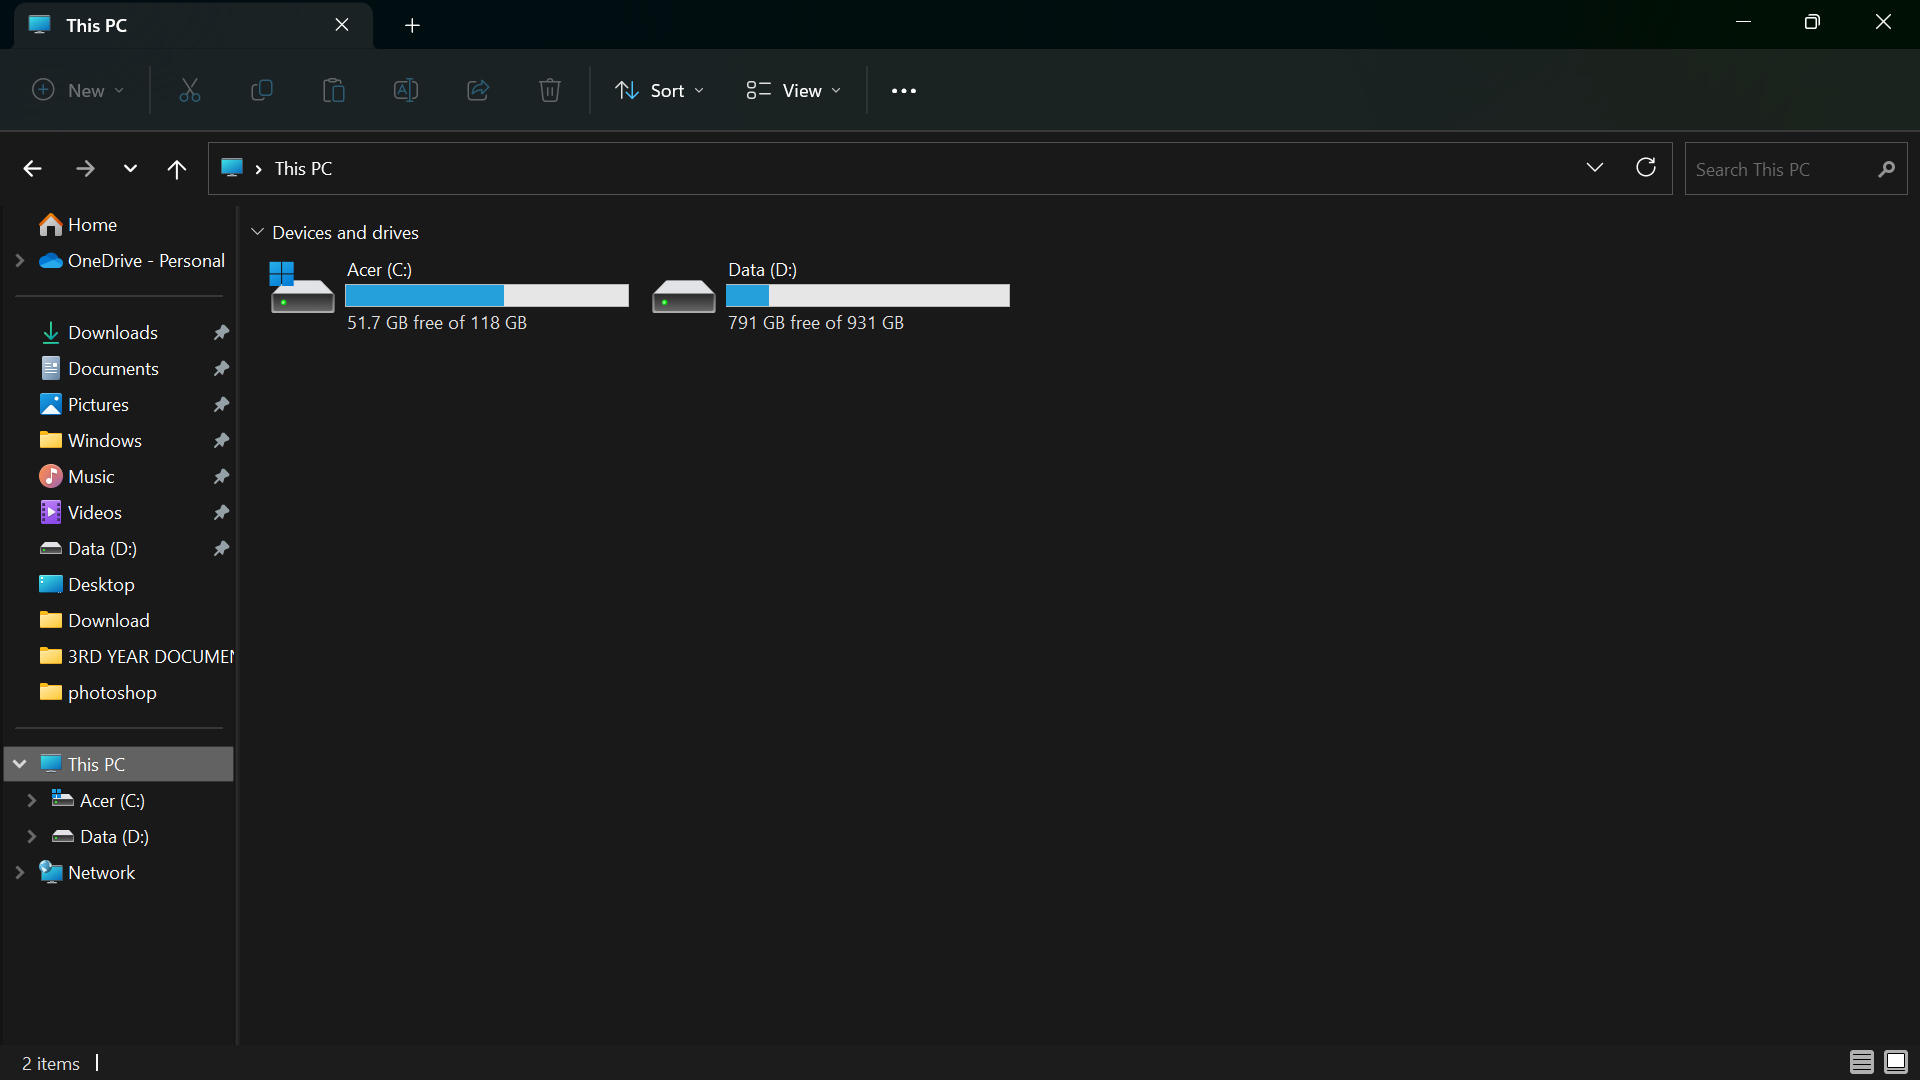 This PC
New
Sort
View
This PC
Search This PC
Home
OneDrive - Personal
Downloads
Documents
Pictures
Windows
Music
Videos
Data (D:)
Desktop
Download
3RD YEAR DOCUMEN
photoshop
This PC
Acer (C:)
Data (D:)
Network
Devices and drives
Acer (C:)
51.7 GB free of 118 GB
Data (D:)
791 GB free of 931 GB
2 items